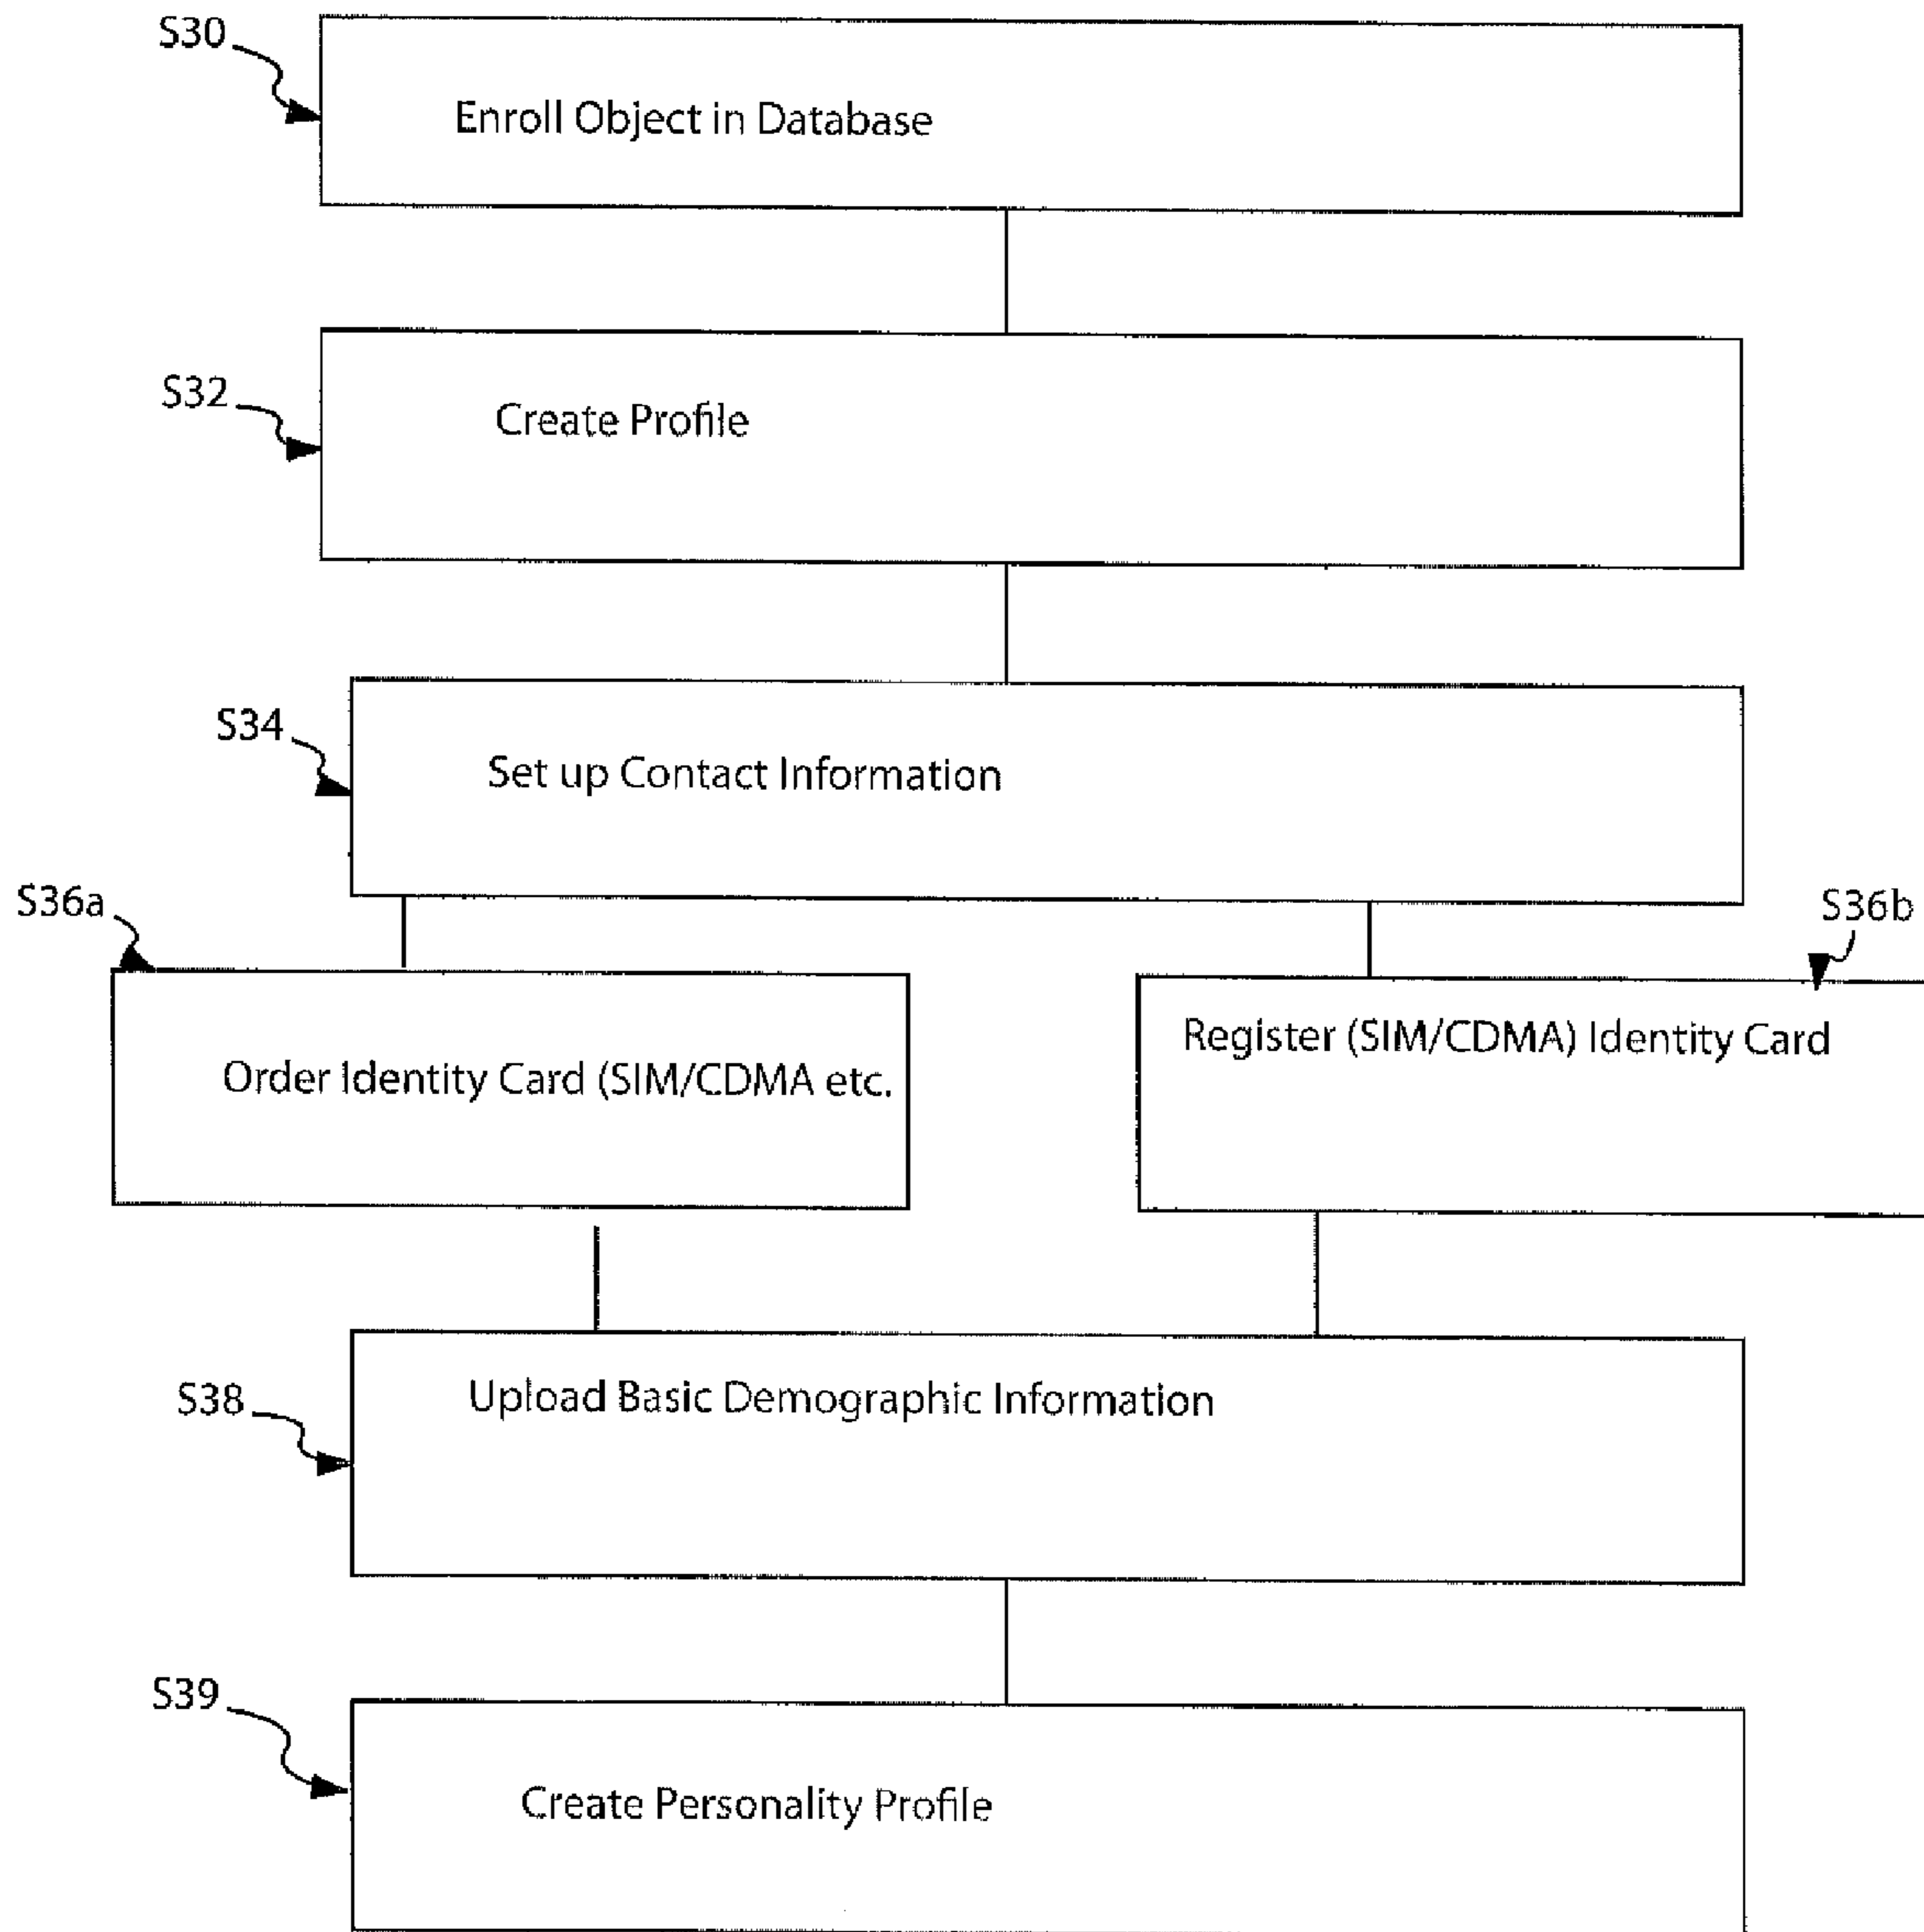 S30
Enroll Object in Database
S32
Create Profile
S34
Set up Contact Information
S36a
S36b
Order Identity Card (SIM/CDMA etc.
Register (SIM/CDMA) Identity Card
S38
Upload Basic Demographic Information
S39
Create Personality Profile